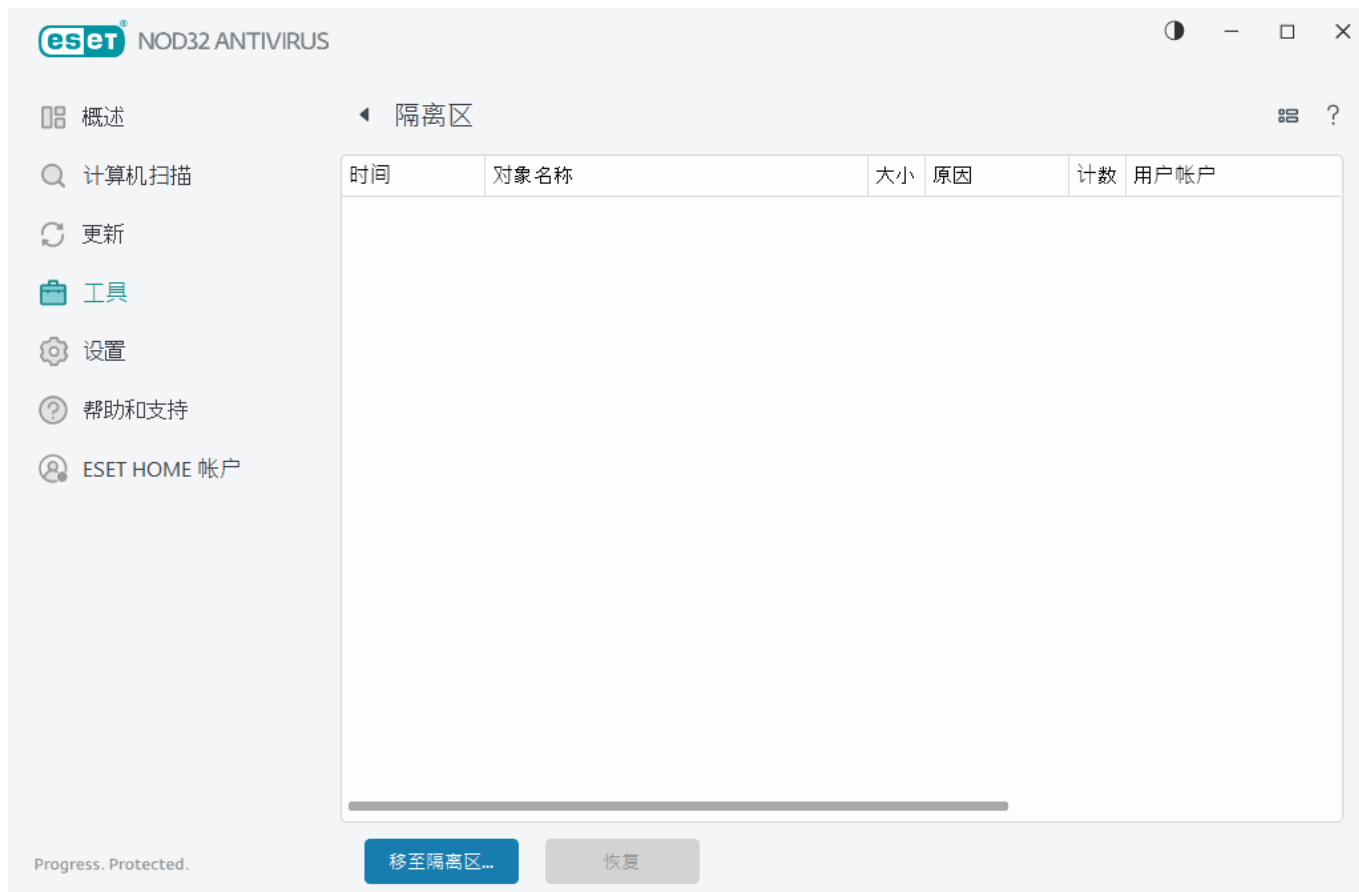 eset® NOD32 ANTIVIRUS
概述
计算机扫描
更新
工具
设置
帮助和支持
ESET HOME 帐户
Progress. Protected.
隔离区
?
时间 对象名称 大小 原因 计数 用户帐户
移至隔离区... 恢复